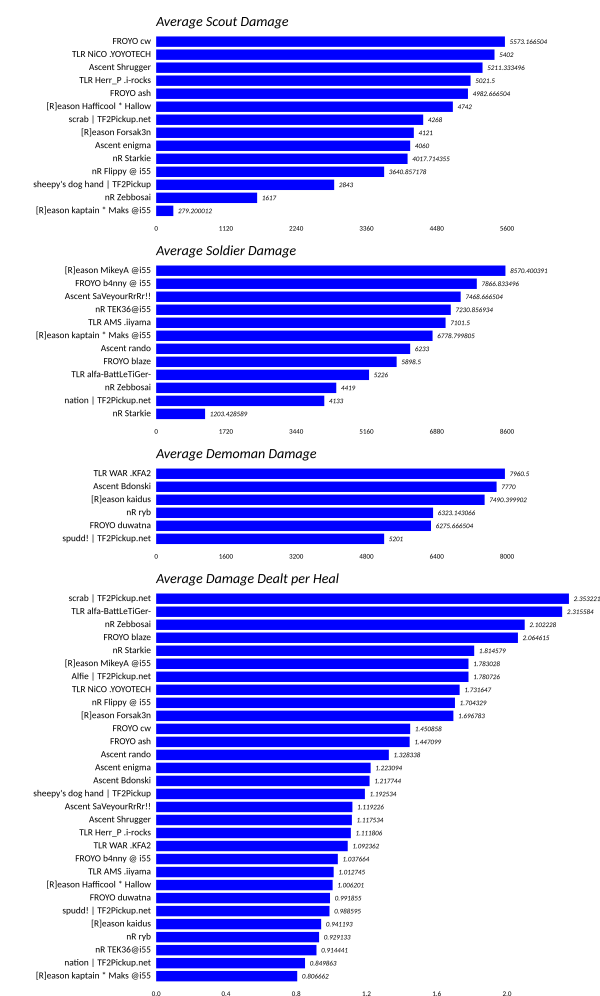 Average Scout Damage
FROYO cw 5573.166504
TLR NiCO .YOYOTECH 5402
Ascent Shrugger 5211.333496
TLR Herr_P .i-rocks 5021.5
FROYO ash 4982.666504
[R]eason Hafficool * Hallow 4742
scrab | TF2Pickup.net 4268
[R]eason Forsak3n 4121
Ascent enigma 4060
nR Starkie 4017.714355
nR Flippy @ i55 3640.857178
sheepy's dog hand | TF2Pickup 2843
nR Zebbosai 1617
[R]eason kaptain * Maks @i55 279.200012
0 1120 2240 3360 4480 5600
Average Soldier Damage
[R]eason MikeyA @i55 8570.400391
FROYO b4nny @ i55 7866.833496
Ascent SaVeyourRrRr!! 7468.666504
nR TEK36@i55 7230.856934
TLR AMS .iiyama 7101.5
[R]eason kaptain * Maks @i55 6778.799805
Ascent rando 6233
FROYO blaze 5898.5
TLR alfa-BattLeTiGer- 5226
nR Zebbosai 4419
nation | TF2Pickup.net 4133
nR Starkie 1203.428589
0 1720 3440 5160 6880 8600
Average Demoman Damage
TLR WAR .KFA2 7960.5
Ascent Bdonski 7770
[R]eason kaidus 7490.399902
nR ryb 6323.143066
FROYO duwatna 6275.666504
spudd! | TF2Pickup.net 5201
0 1600 3200 4800 6400 8000
Average Damage Dealt per Heal
scrab | TF2Pickup.net 2.353221
TLR alfa-BattLeTiGer- 2.315584
nR Zebbosai 2.102228
FROYO blaze 2.064615
nR Starkie 1.814579
[R]eason MikeyA @i55 1.783028
Alfie | TF2Pickup.net 1.780726
TLR NiCO .YOYOTECH 1.731647
nR Flippy @ i55 1.704329
[R]eason Forsak3n 1.696783
FROYO cw 1.450858
FROYO ash 1.447099
Ascent rando 1.328338
Ascent enigma 1.223094
Ascent Bdonski 1.217744
sheepy's dog hand | TF2Pickup 1.192534
Ascent SaVeyourRrRr!! 1.119226
Ascent Shrugger 1.117534
TLR Herr_P .i-rocks 1.111806
TLR WAR .KFA2 1.092362
FROYO b4nny @ i55 1.037664
TLR AMS .iiyama 1.012745
[R]eason Hafficool * Hallow 1.006201
FROYO duwatna 0.991855
spudd! | TF2Pickup.net 0.988595
[R]eason kaidus 0.941193
nR ryb 0.929133
nR TEK36@i55 0.914441
nation | TF2Pickup.net 0.849863
[R]eason kaptain * Maks @i55 0.806662
0.0 0.4 0.8 1.2 1.6 2.0